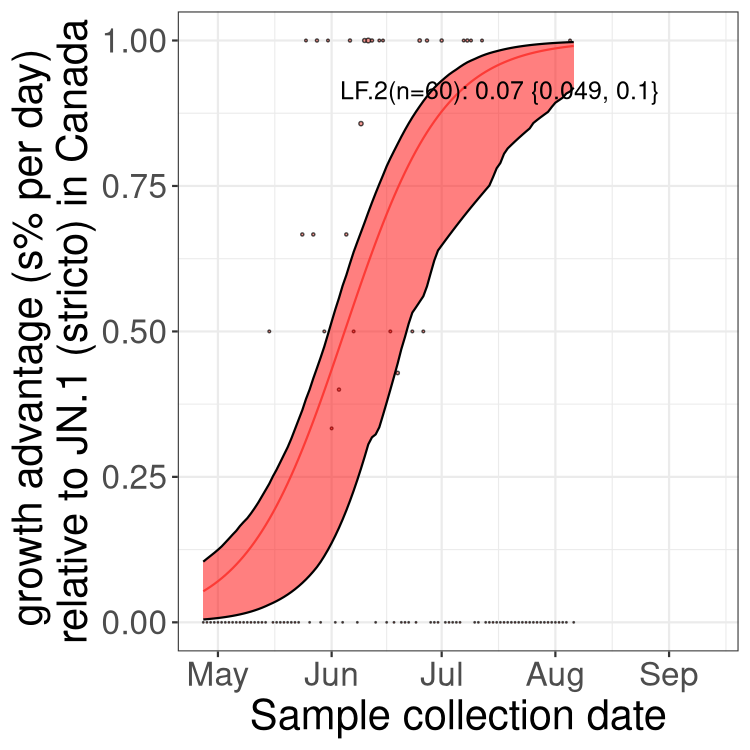 growth advantage (s% per day)
relative to JN.1 (stricto) in Canada
1.00
0.75
0.50
0.25
0.00
LF.2(n=60): 0.07 {0.049, 0.1}
May Jun Jul Aug Sep
Sample collection date